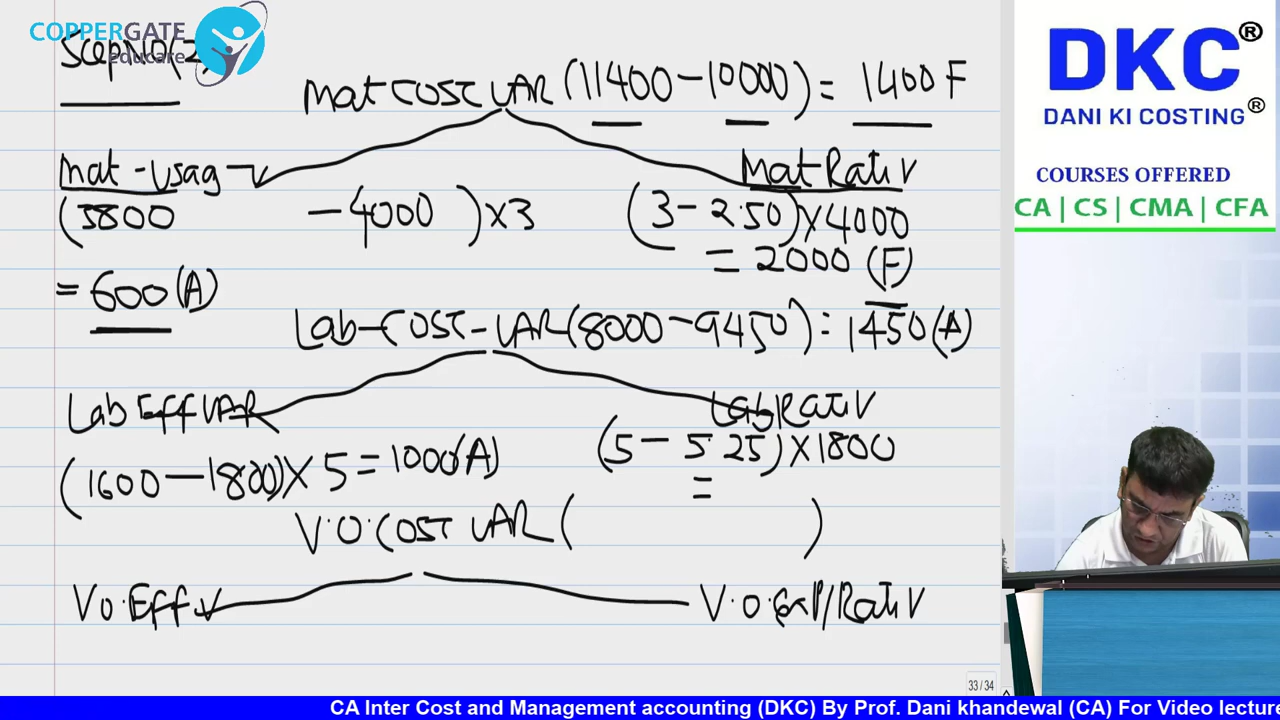 COPPERGATE
educare
Mat COST VAR (11400 - 10000) = 1400 F
Mat - Usag V
Mat Rati V
(3800 - 4000) X 3
(3 - 2.50) X 4000
= 2000 (F)
= 600 (A)
Lab - COST - VAR (8000 - 9450) = 1450 (A)
Lab Eff VAR
Lab Rati V
(1600 - 1800) X 5 = 1000 (A)
(5 - 5.25) X 1800
=
V.O. COST VAR ( )
V.O. Eff. V
V.O. EXP/Rati V
33 / 34
DKC®
DANI KI COSTING®
COURSES OFFERED
CA | CS | CMA | CFA
CA Inter Cost and Management accounting (DKC) By Prof. Dani khandewal (CA) For Video lecture